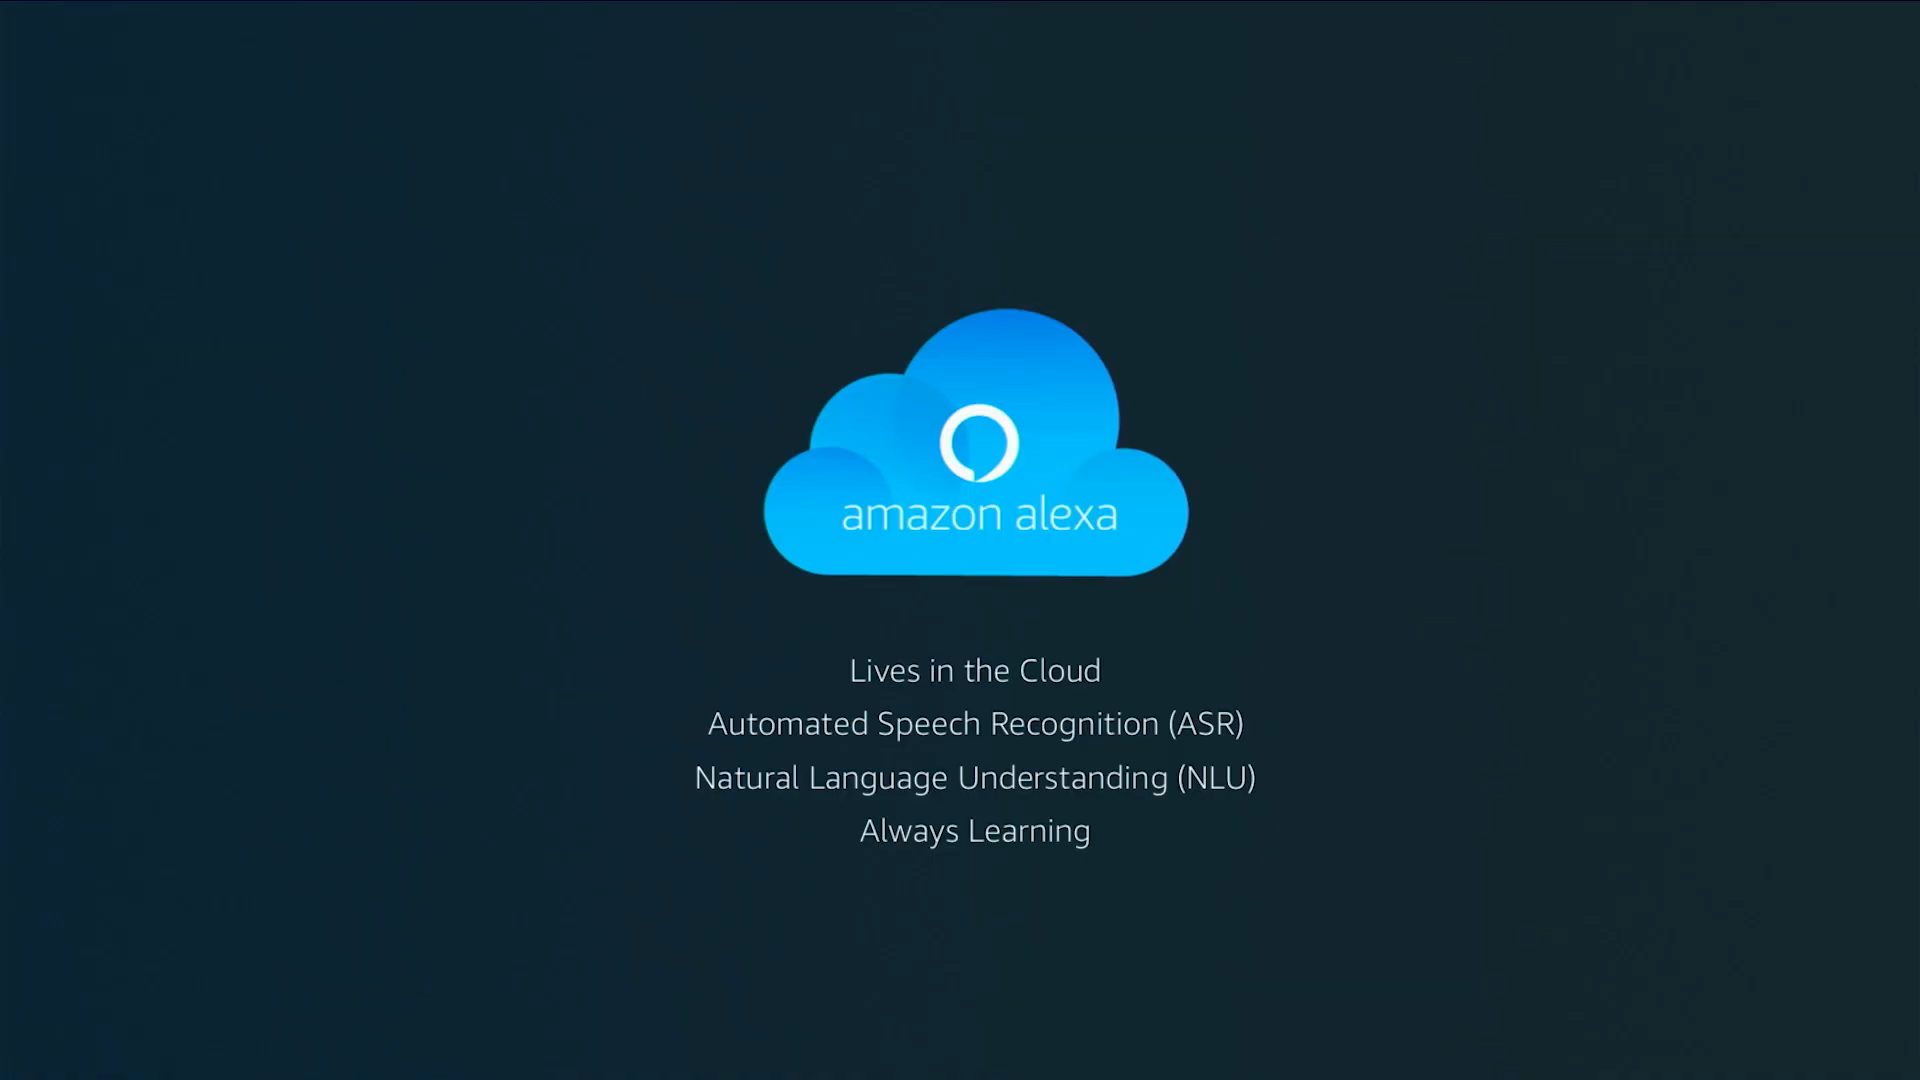 amazon alexa
Lives in the Cloud
Automated Speech Recognition (ASR)
Natural Language Understanding (NLU)
Always Learning